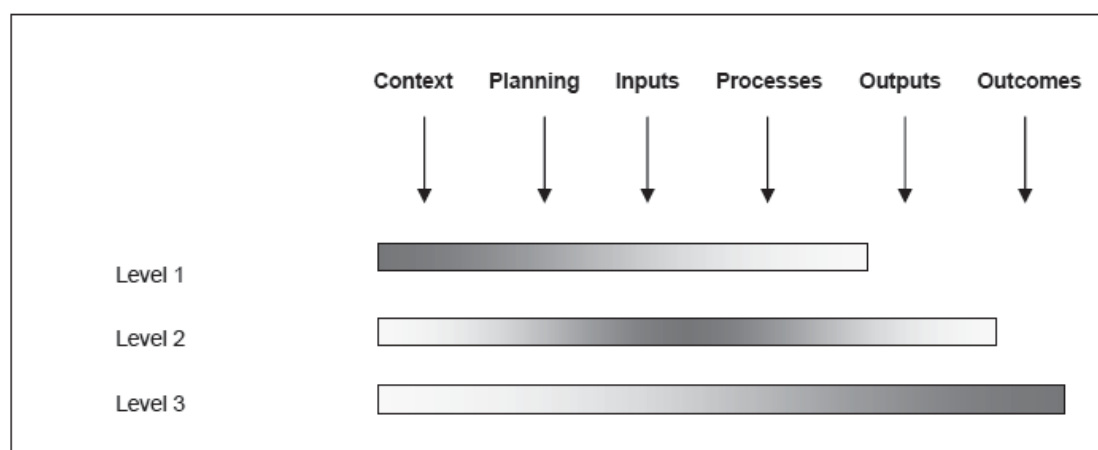 Context Planning Inputs Processes Outputs Outcomes
Level 1
Level 2
Level 3